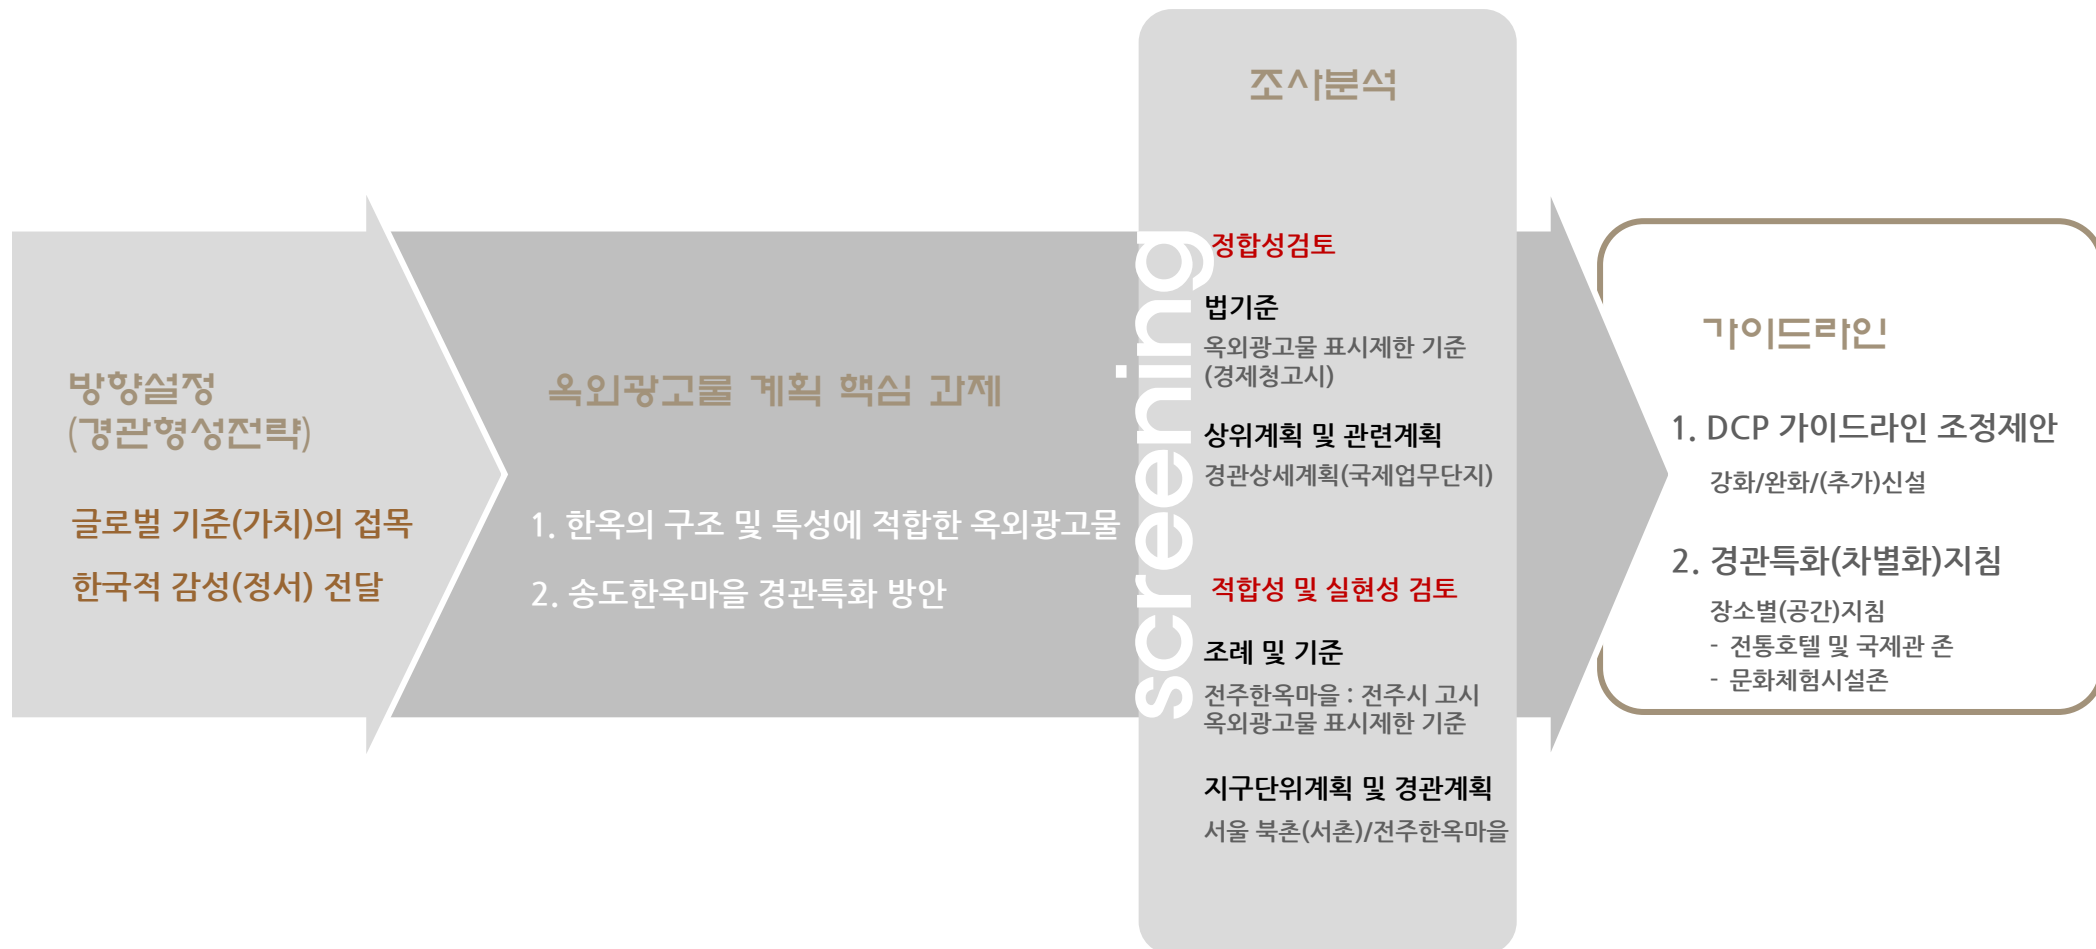 방향설정
(경관형성전략)
글로벌 기준(가치)의 접목
한국적 감성(정서) 전달
옥외광고물 계획 핵심 과제
1. 한옥의 구조 및 특성에 적합한 옥외광고물
2. 송도한옥마을 경관특화 방안
screening
조사분석
정합성검토
법기준
옥외광고물 표시제한 기준
(경제청고시)
상위계획 및 관련계획
경관상세계획(국제업무단지)
적합성 및 실현성 검토
조례 및 기준
전주한옥마을 : 전주시 고시
옥외광고물 표시제한 기준
지구단위계획 및 경관계획
서울 북촌(서촌)/전주한옥마을
가이드라인
1. DCP 가이드라인 조정제안
강화/완화/(추가)신설
2. 경관특화(차별화)지침
장소별(공간)지침
- 전통호텔 및 국제관 존
- 문화체험시설존